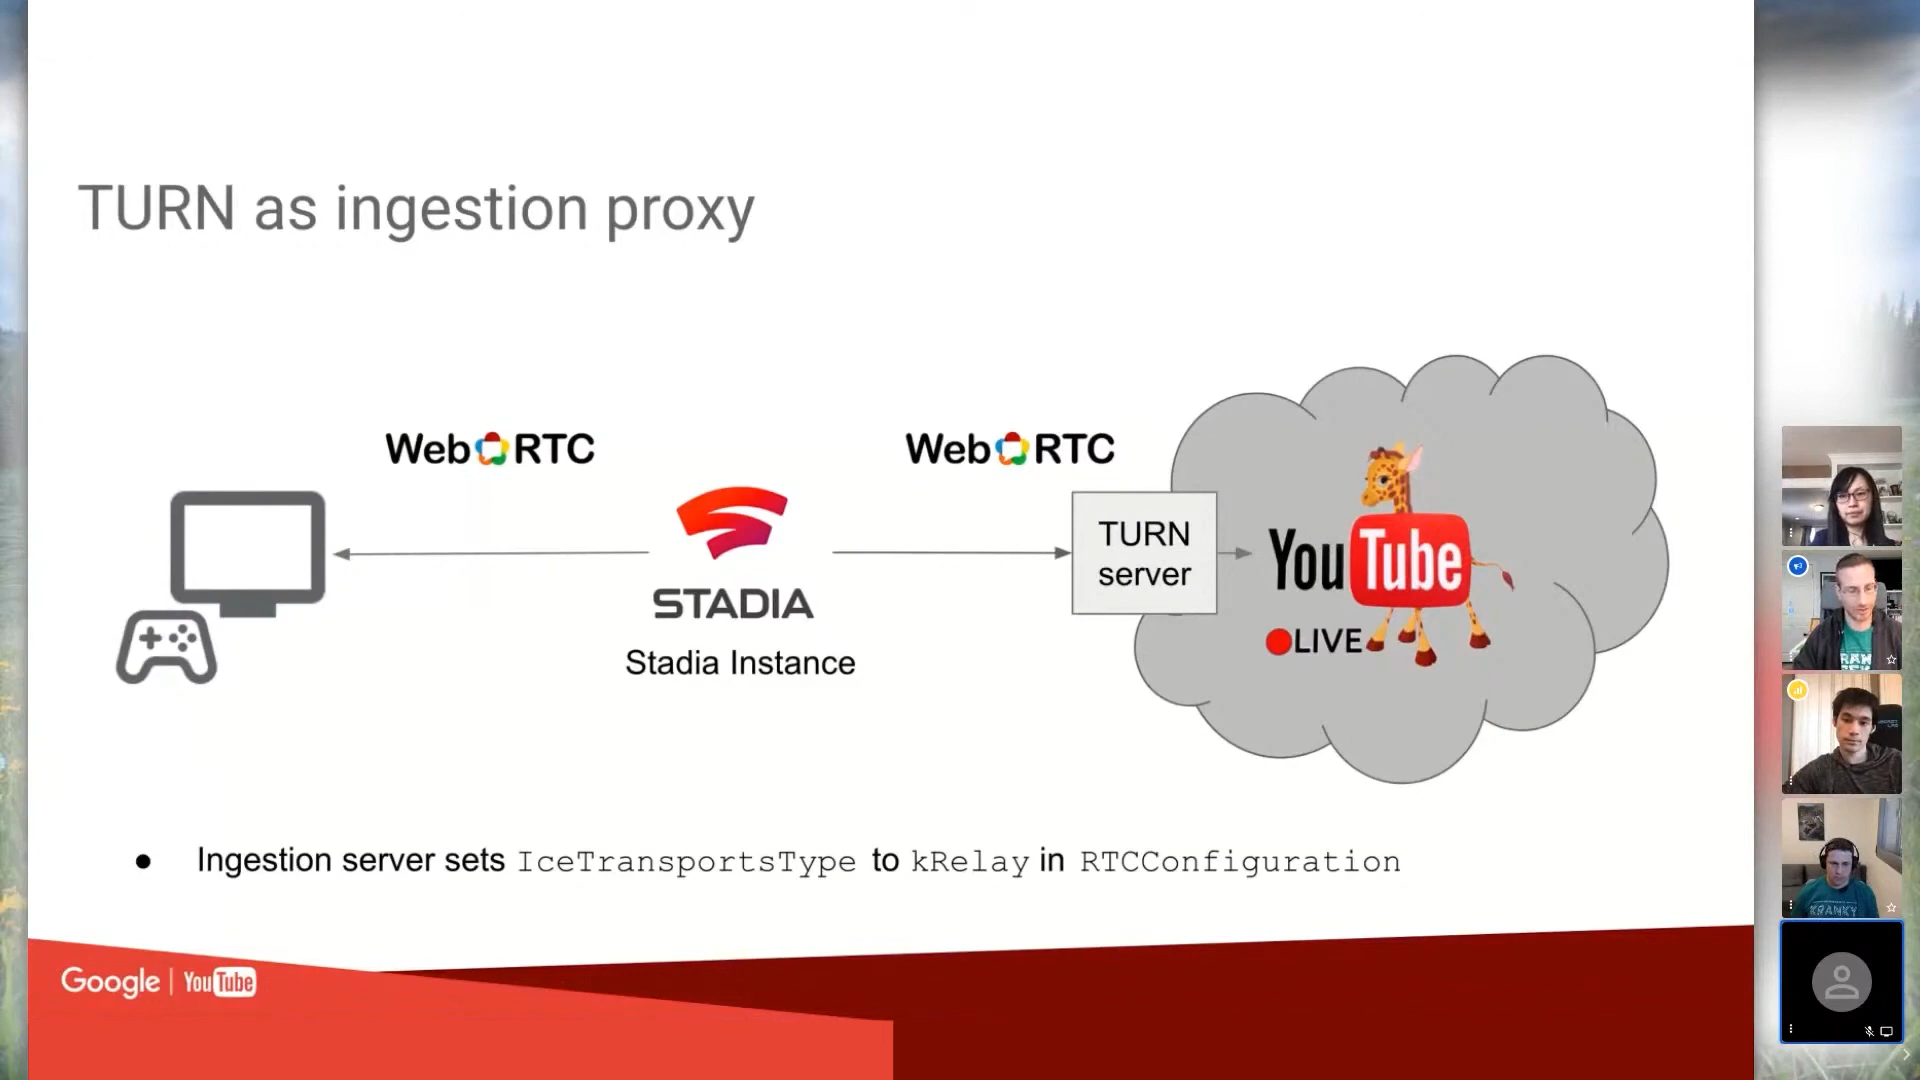 TURN as ingestion proxy
WebRTC
WebRTC
TURN
server
YouTube
LIVE
STADIA
Stadia Instance
● Ingestion server sets IceTransportsType to kRelay in RTCConfiguration
Google | YouTube
KRANKY